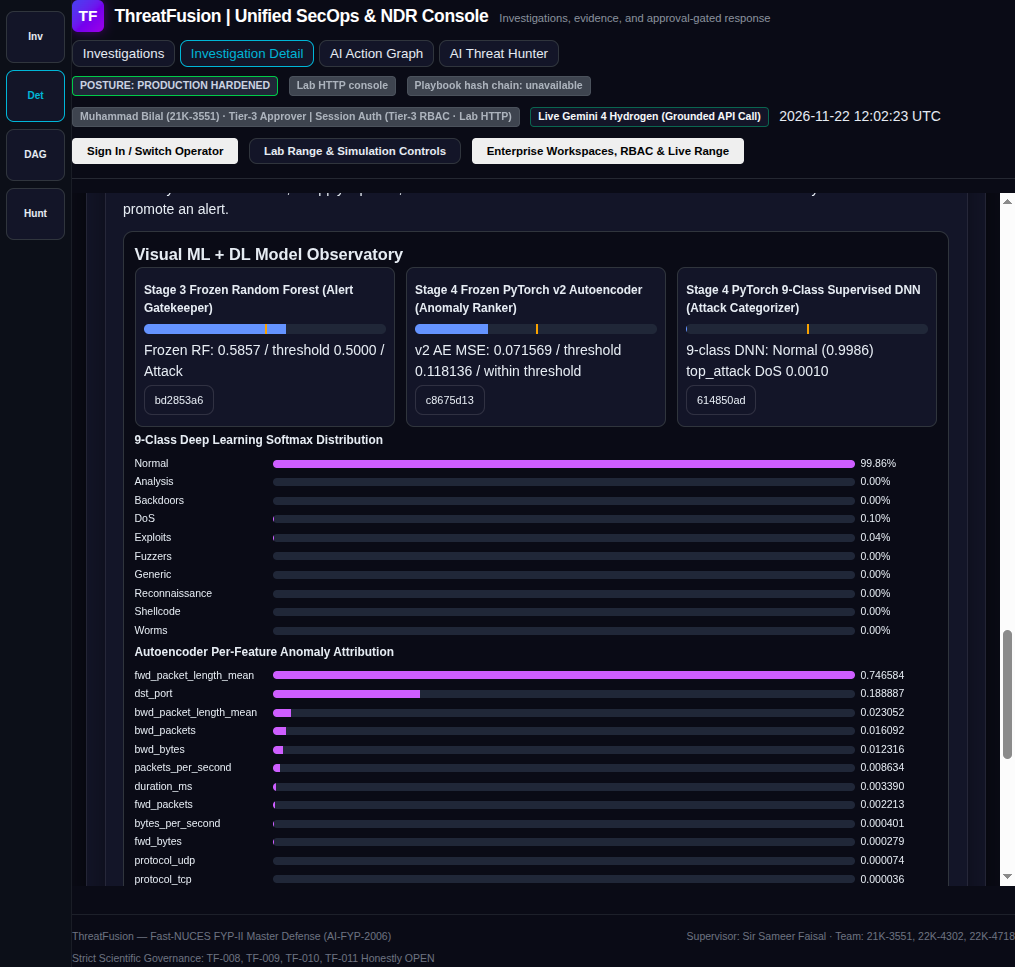 TF
ThreatFusion | Unified SecOps & NDR Console Investigations, evidence, and approval-gated response
Inv
Det
DAG
Hunt
Investigations
Investigation Detail
AI Action Graph
AI Threat Hunter
POSTURE: PRODUCTION HARDENED
Lab HTTP console
Playbook hash chain: unavailable
Muhammad Bilal (21K-3551) · Tier-3 Approver | Session Auth (Tier-3 RBAC · Lab HTTP)
Live Gemini 4 Hydrogen (Grounded API Call)
2026-11-22 12:02:23 UTC
Sign In / Switch Operator
Lab Range & Simulation Controls
Enterprise Workspaces, RBAC & Live Range
promote an alert.
Visual ML + DL Model Observatory
Stage 3 Frozen Random Forest (Alert
Gatekeeper)
Frozen RF: 0.5857 / threshold 0.5000 /
Attack
bd2853a6
Stage 4 Frozen PyTorch v2 Autoencoder
(Anomaly Ranker)
v2 AE MSE: 0.071569 / threshold
0.118136 / within threshold
c8675d13
Stage 4 PyTorch 9-Class Supervised DNN
(Attack Categorizer)
9-class DNN: Normal (0.9986)
top_attack DoS 0.0010
614850ad
9-Class Deep Learning Softmax Distribution
Normal 99.86%
Analysis 0.00%
Backdoors 0.00%
DoS 0.10%
Exploits 0.04%
Fuzzers 0.00%
Generic 0.00%
Reconnaissance 0.00%
Shellcode 0.00%
Worms 0.00%
Autoencoder Per-Feature Anomaly Attribution
fwd_packet_length_mean 0.746584
dst_port 0.188887
bwd_packet_length_mean 0.023052
bwd_packets 0.016092
bwd_bytes 0.012316
packets_per_second 0.008634
duration_ms 0.003390
fwd_packets 0.002213
bytes_per_second 0.000401
fwd_bytes 0.000279
protocol_udp 0.000074
protocol_tcp 0.000036
ThreatFusion — Fast-NUCES FYP-II Master Defense (AI-FYP-2006)
Supervisor: Sir Sameer Faisal · Team: 21K-3551, 22K-4302, 22K-4718
Strict Scientific Governance: TF-008, TF-009, TF-010, TF-011 Honestly OPEN